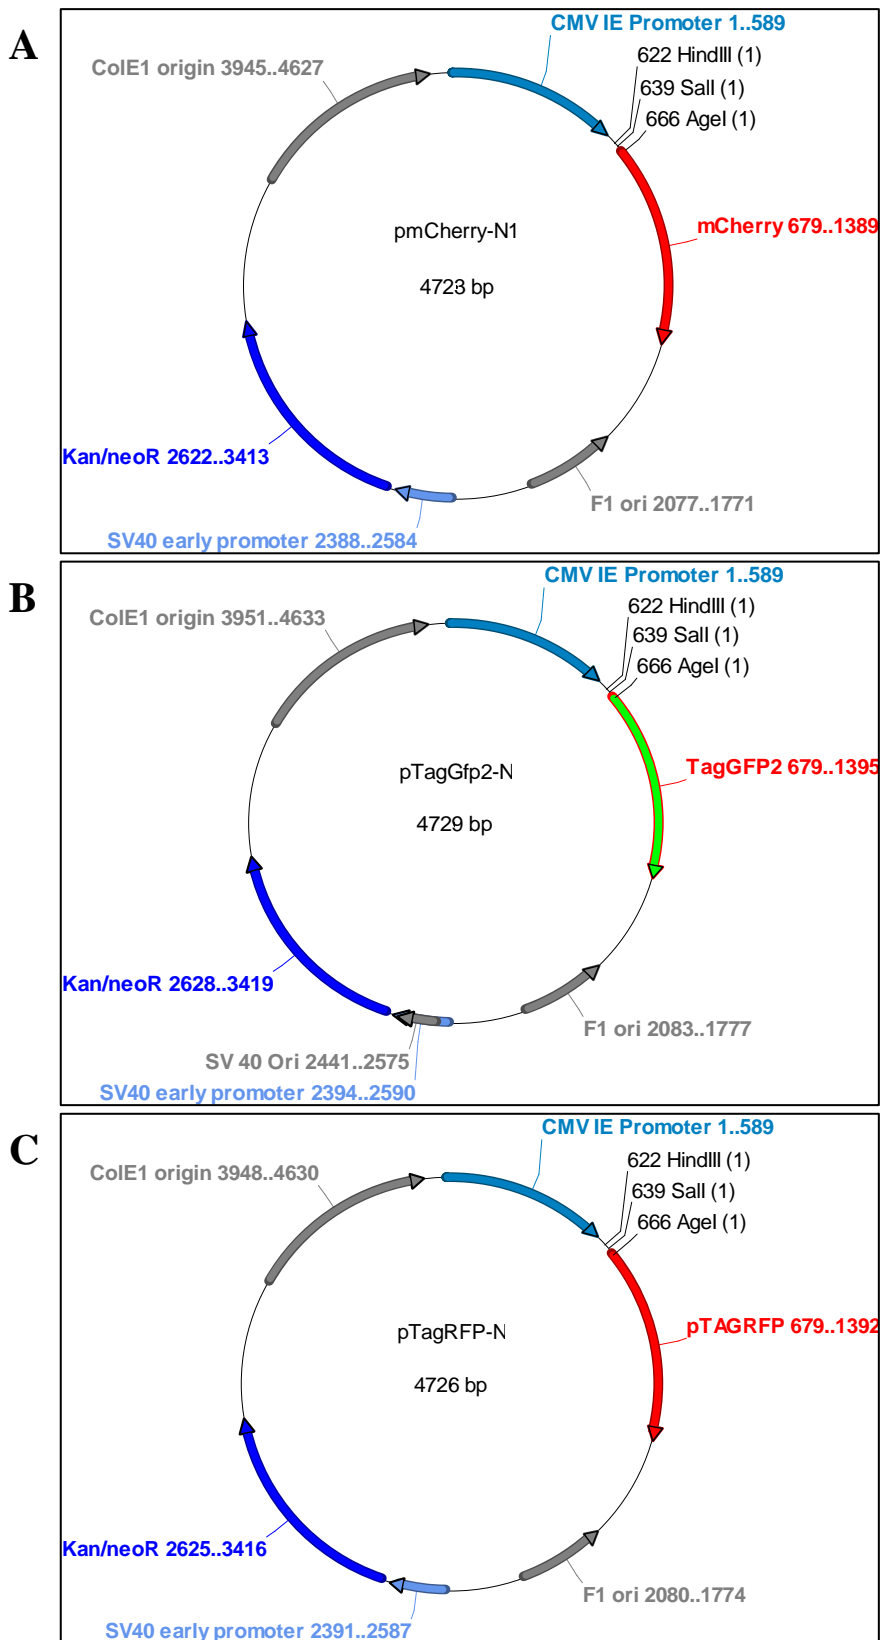 A
CMV IE Promoter 1..589
622 HindIII (1)
ColE1 origin 3945..4627
639 SalI (1)
666 AgeI (1)
mCherry 679..1389
pmCherry-N1
4723 bp
Kan/neoR 2622..3413
F1 ori 2077..1771
SV40 early promoter 2388..2584
B
CMV IE Promoter 1..589
622 HindIII (1)
ColE1 origin 3951..4633
639 SalI (1)
666 AgeI (1)
TagGFP2 679..1395
pTagGfp2-N
4729 bp
Kan/neoR 2628..3419
F1 ori 2083..1777
SV 40 Ori 2441..2575
SV40 early promoter 2394..2590
C
CMV IE Promoter 1..589
622 HindIII (1)
ColE1 origin 3948..4630
639 SalI (1)
666 AgeI (1)
pTAGRFP 679..1392
pTagRFP-N
4726 bp
Kan/neoR 2625..3416
F1 ori 2080..1774
SV40 early promoter 2391..2587